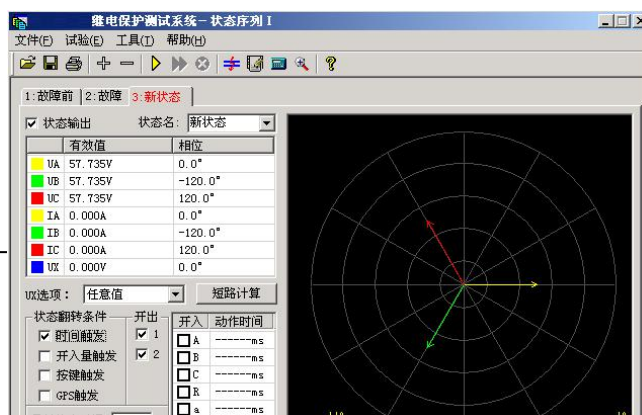 继电保护测试系统－状态序列 I
文件(F) 试验(E) 工具(T) 帮助(H)
1:故障前 2:故障 3:新状态
状态输出 状态名: 新状态
有效值 相位
UA 57.735V 0.0°
UB 57.735V -120.0°
UC 57.735V 120.0°
IA 0.000A 0.0°
IB 0.000A -120.0°
IC 0.000A 120.0°
UX 0.000V 0.0°
UX选项: 任意值 短路计算
状态翻转条件 开出 开入 动作时间
时间触发 1 A ------ms
开入量触发 2 B ------ms
按键触发 C ------ms
GPS触发 R ------ms
a ------ms